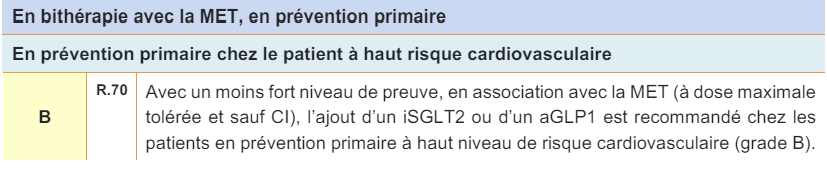 En bithérapie avec la MET, en prévention primaire
En prévention primaire chez le patient à haut risque cardiovasculaire
B
R.70
Avec un moins fort niveau de preuve, en association avec la MET (à dose maximale
tolérée et sauf CI), l’ajout d’un iSGLT2 ou d’un aGLP1 est recommandé chez les
patients en prévention primaire à haut niveau de risque cardiovasculaire (grade B).